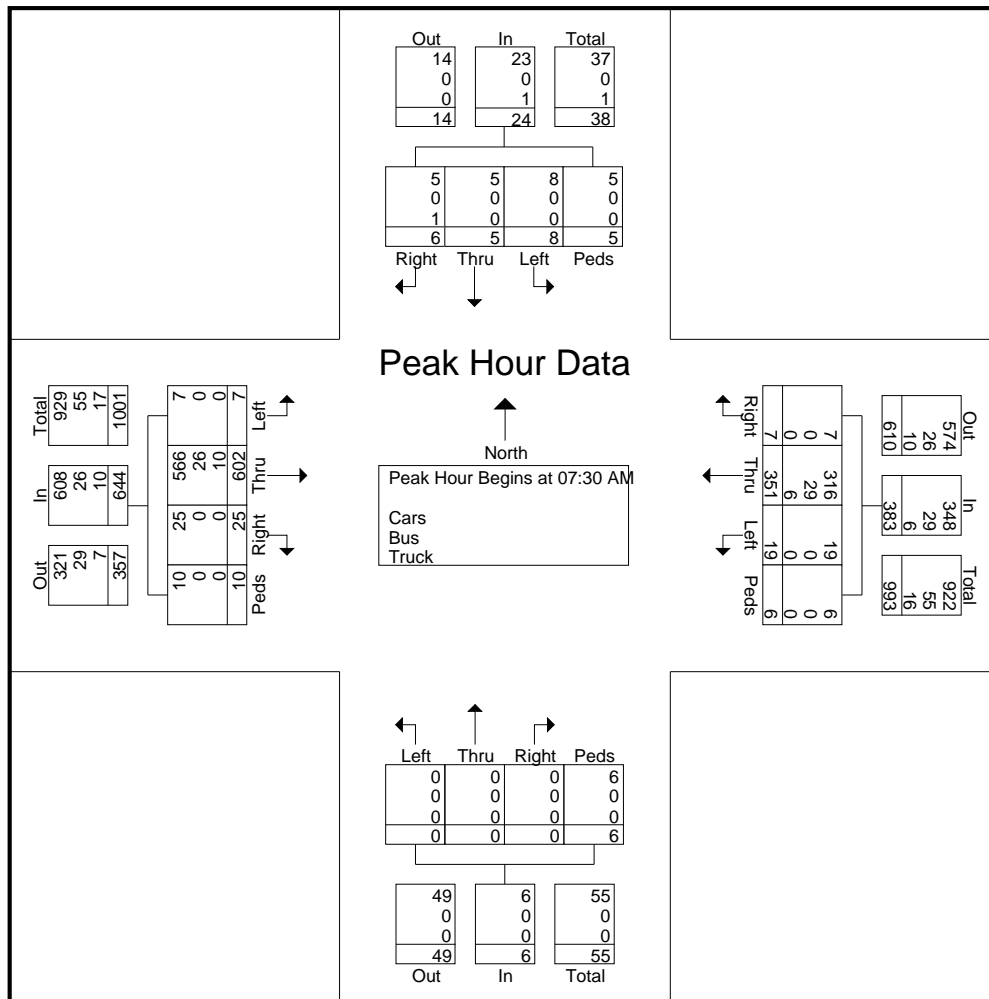 Out In Total
14 23 37
0 0 0
0 1 1
14 24 38
5 5 8 5
0 0 0 0
1 0 0 0
6 5 8 5
Right Thru Left Peds
Peak Hour Data
North
Peak Hour Begins at 07:30 AM
Cars
Bus
Truck
Total
929
55
17
1001
In
608
26
10
644
Out
321
29
7
357
7 0 0 7 Left
566 26 10 602 Thru
25 0 0 25 Right
10 0 0 10 Peds
Right 7 0 0 7
Thru 316 29 6 351
Left 19 0 0 19
Peds 6 0 0 6
Out
574
26
10
610
In
348
29
6
383
Total
922
55
16
993
Left Thru Right Peds
0 0 0 6
0 0 0 0
0 0 0 0
0 0 0 6
49 6 55
0 0 0
0 0 0
49 6 55
Out In Total